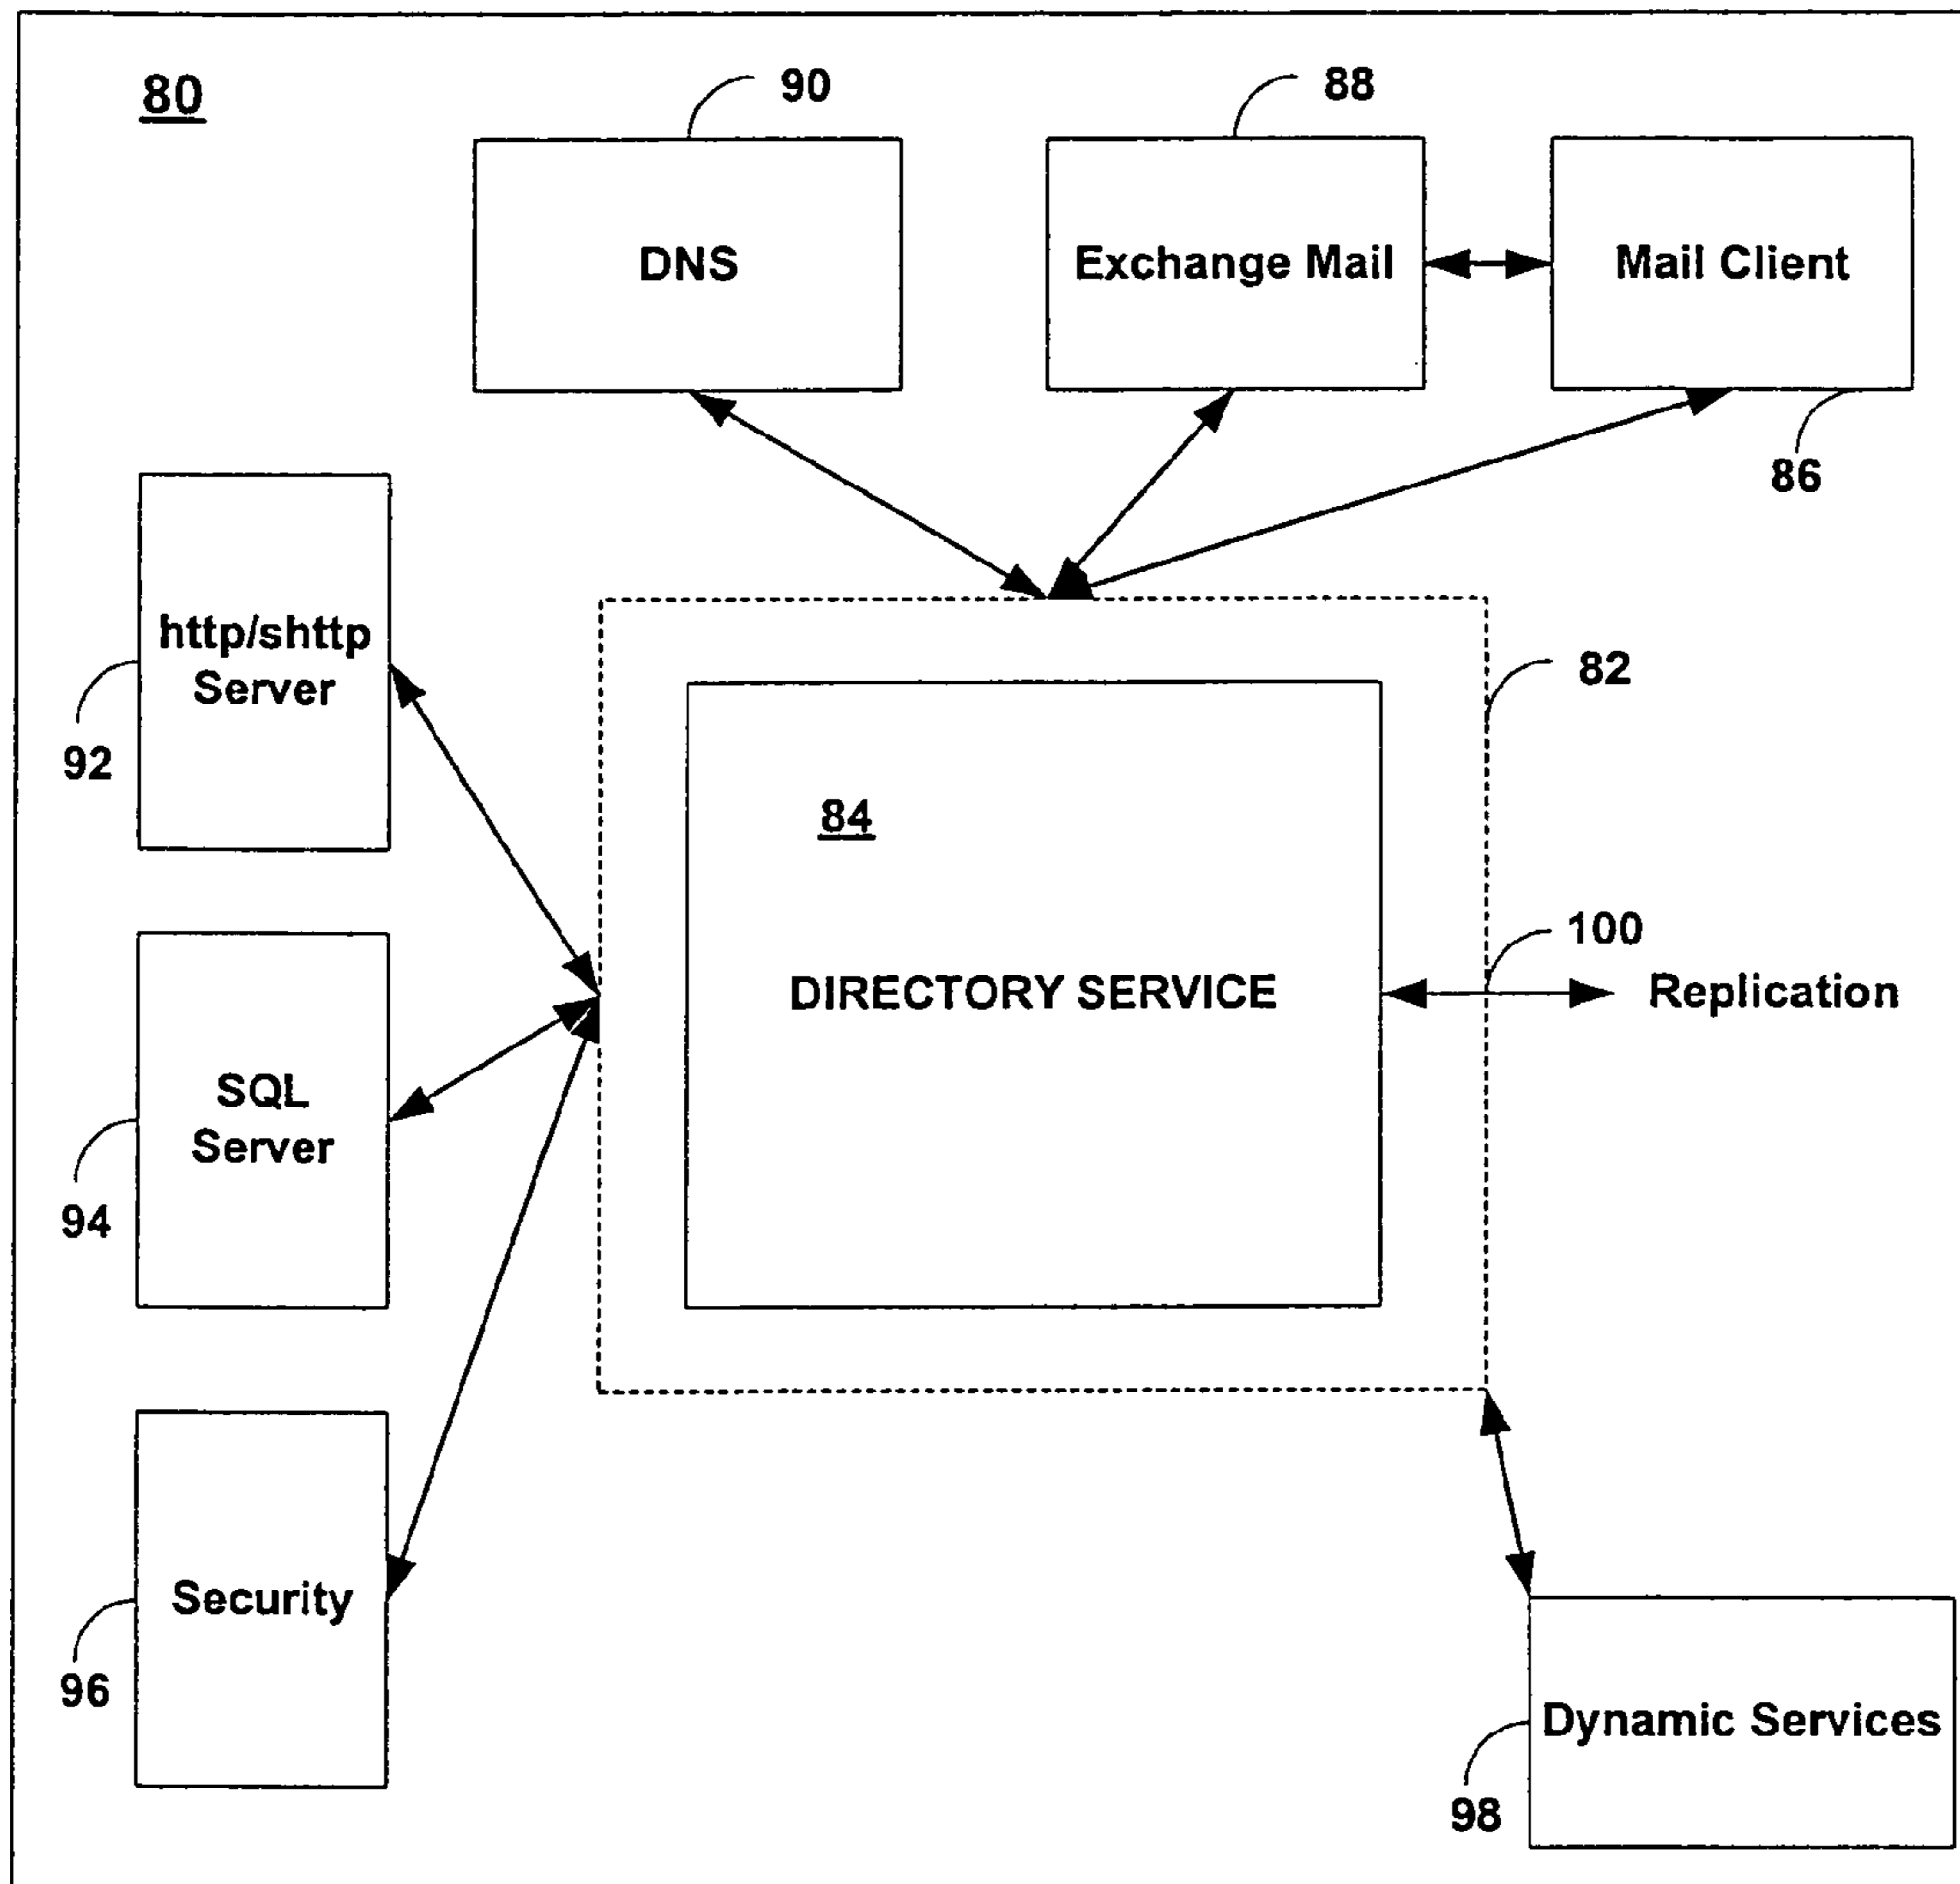 80
90
88
DNS
Exchange Mail
Mail Client
86
http/shttp
Server
92
82
84
DIRECTORY SERVICE
100
Replication
SQL
Server
94
Security
96
Dynamic Services
98